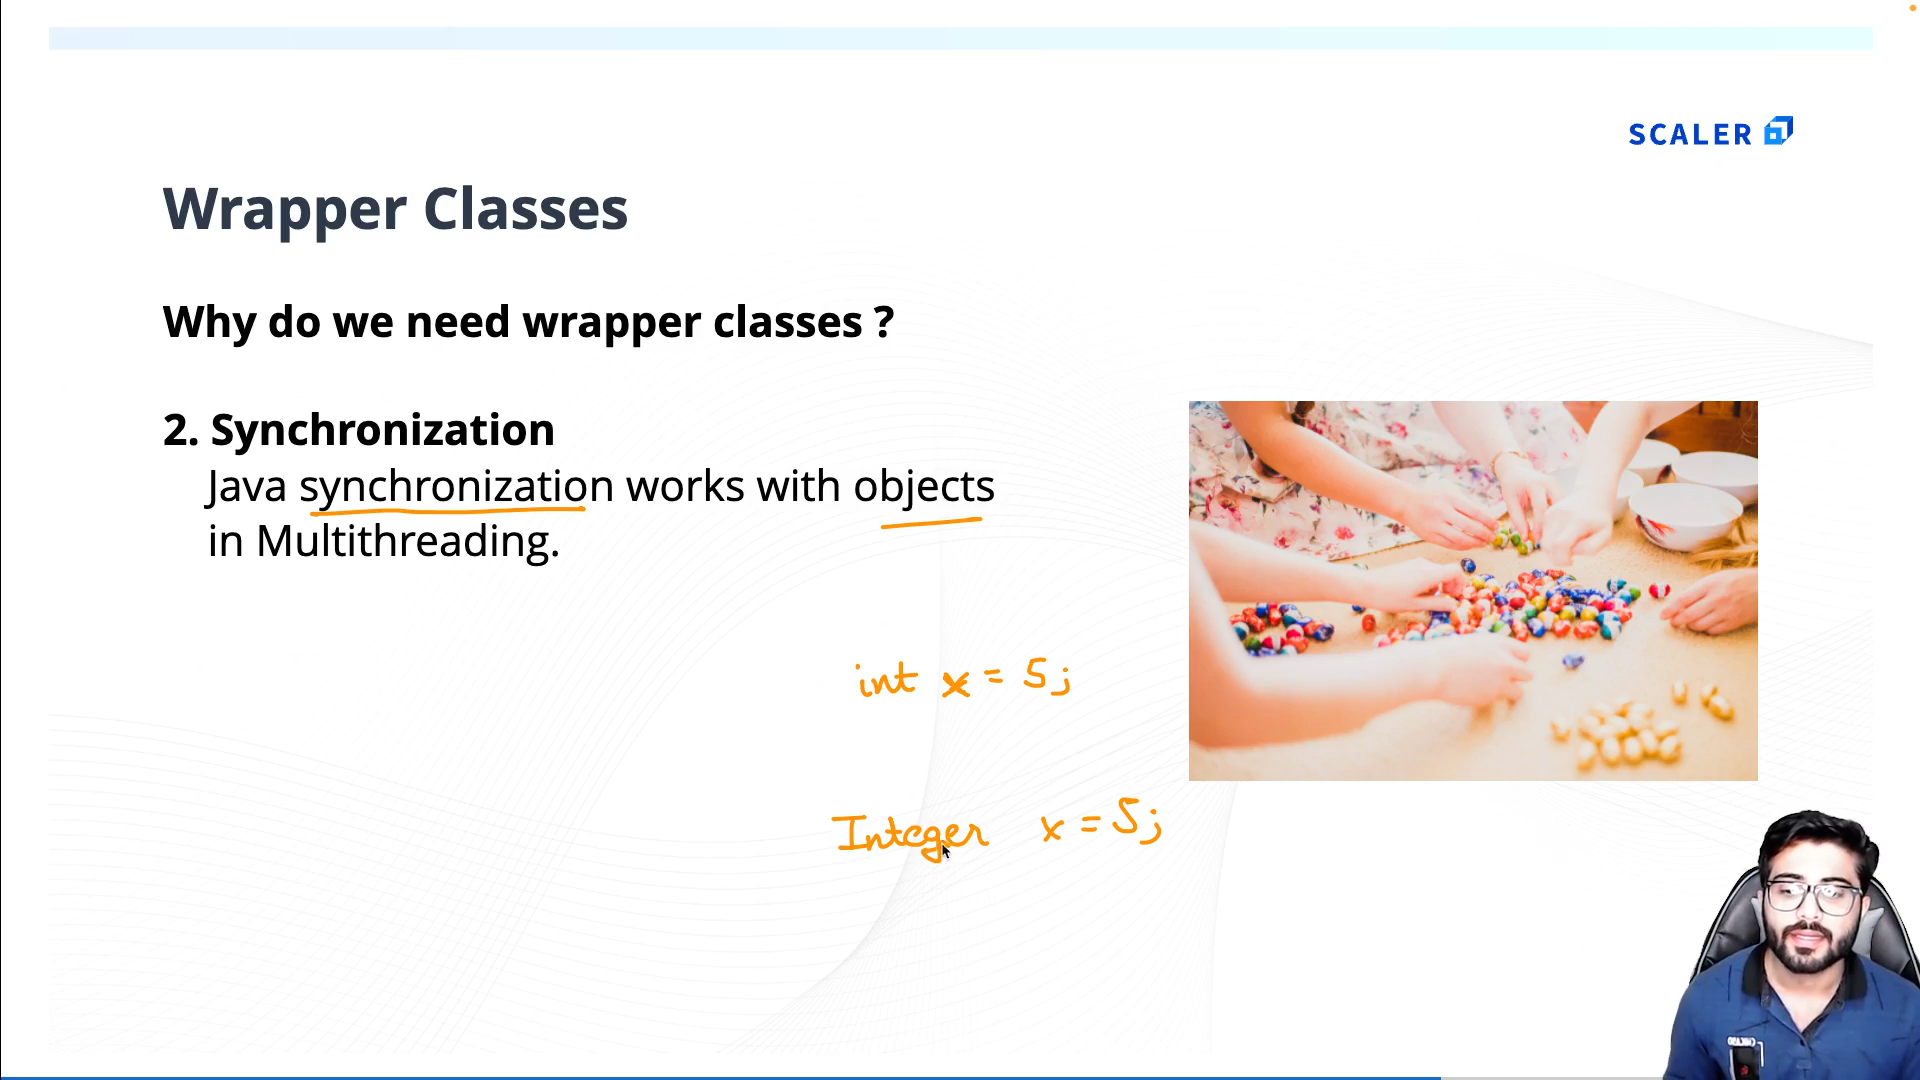 SCALER
Wrapper Classes
Why do we need wrapper classes ?
2. Synchronization
Java synchronization works with objects
in Multithreading.
int x = 5;
Integer x = 5;